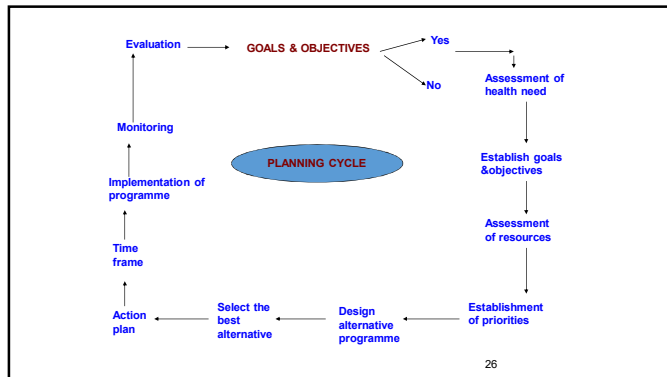 Evaluation
GOALS & OBJECTIVES
Yes
No
Assessment of
health need
Establish goals
&objectives
Assessment
of resources
Establishment
of priorities
Design
alternative
programme
Select the
best
alternative
Action
plan
Time
frame
Implementation of
programme
Monitoring
PLANNING CYCLE
26